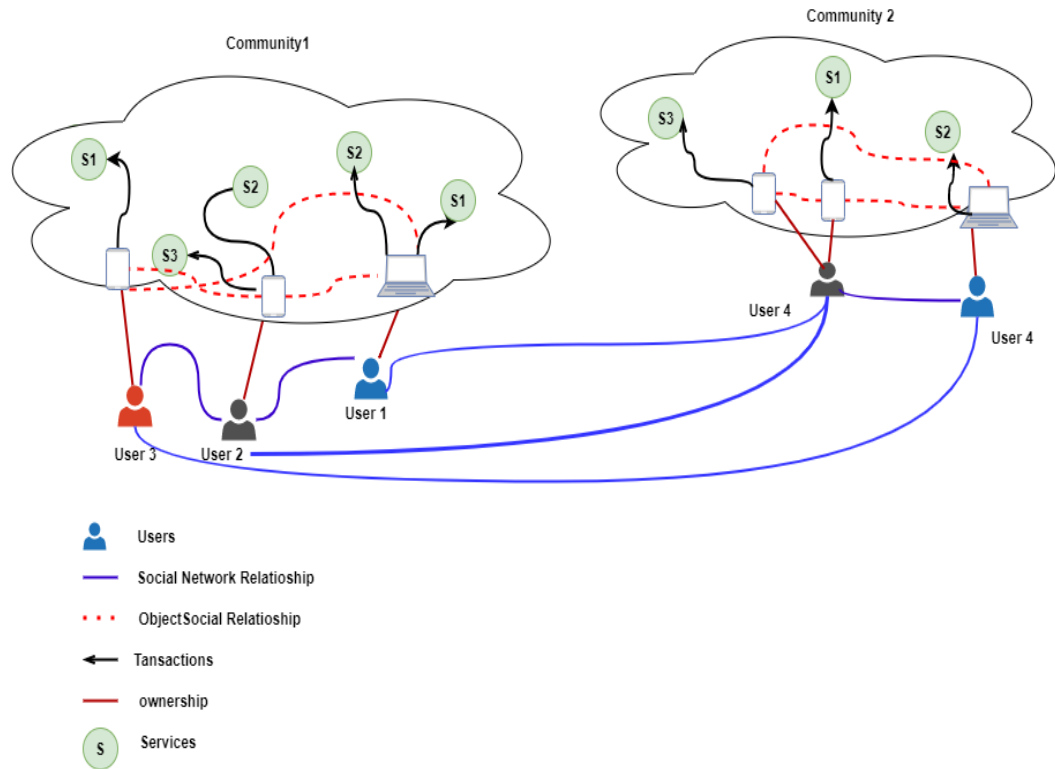 Community1
Community 2
S1
S2
S3
S2
S1
S3
S1
S2
User 3
User 2
User 1
User 4
User 4
Users
Social Network Relatioship
ObjectSocial Relatioship
Tansactions
ownership
S
Services